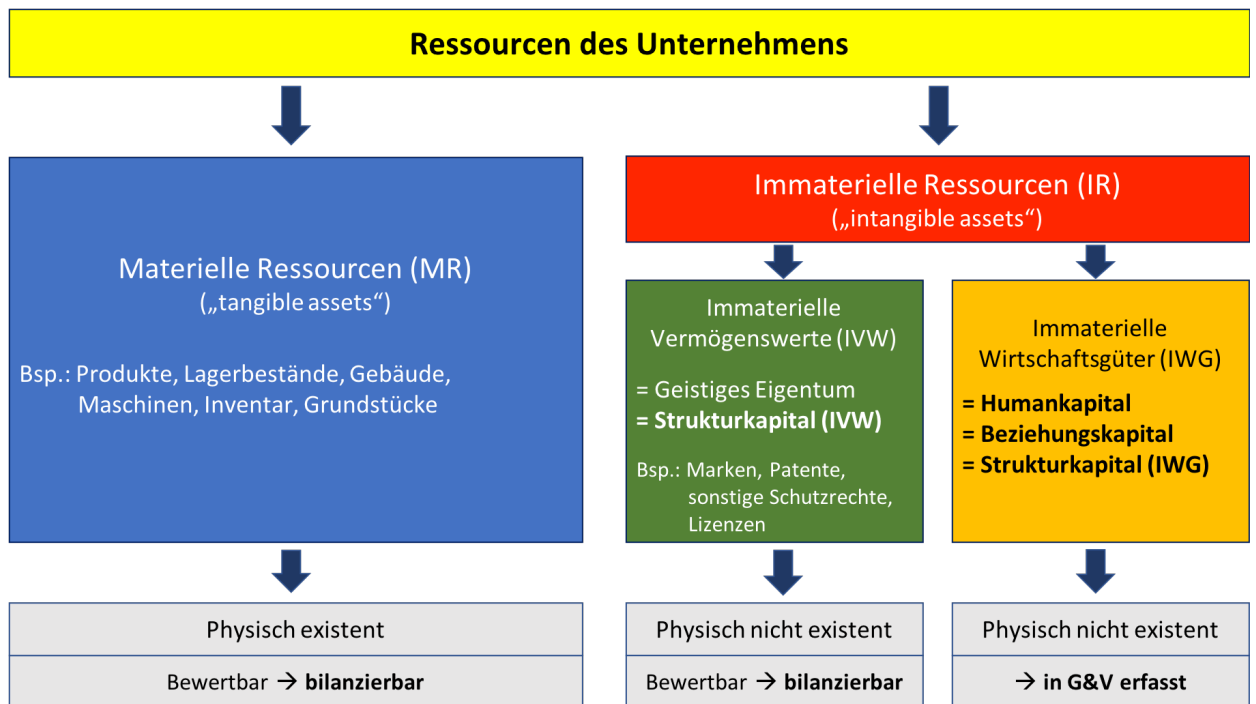 Ressourcen des Unternehmens
Materielle Ressourcen (MR)
(„tangible assets“)
Bsp.: Produkte, Lagerbestände, Gebäude,
Maschinen, Inventar, Grundstücke
Immaterielle Ressourcen (IR)
(„intangible assets“)
Immaterielle
Vermögenswerte (IVW)
= Geistiges Eigentum
= Strukturkapital (IVW)
Bsp.: Marken, Patente,
sonstige Schutzrechte,
Lizenzen
Immaterielle
Wirtschaftsgüter (IWG)
= Humankapital
= Beziehungskapital
= Strukturkapital (IWG)
Physisch existent
Bewertbar → bilanzierbar
Physisch nicht existent
Bewertbar → bilanzierbar
Physisch nicht existent
→ in G&V erfasst